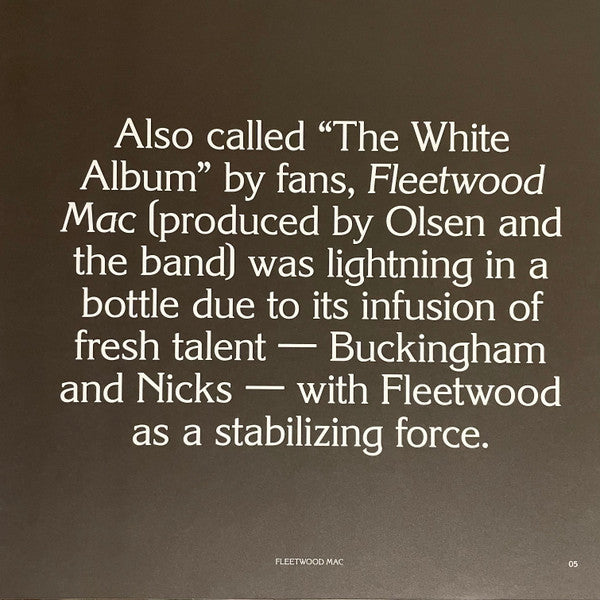 Also called “The White
Album” by fans, Fleetwood
Mac (produced by Olsen and
the band) was lightning in a
bottle due to its infusion of
fresh talent — Buckingham
and Nicks — with Fleetwood
as a stabilizing force.
FLEETWOOD MAC
05